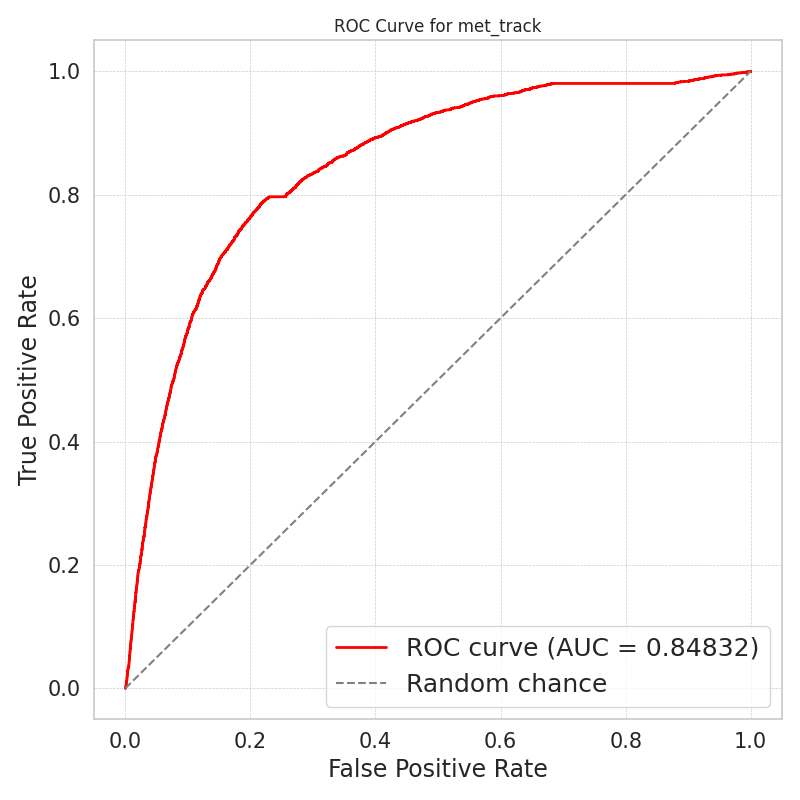 ROC Curve for met_track
1.0
0.8
0.6
0.4
0.2
0.0
True Positive Rate
ROC curve (AUC = 0.84832)
Random chance
0.0 0.2 0.4 0.6 0.8 1.0
False Positive Rate